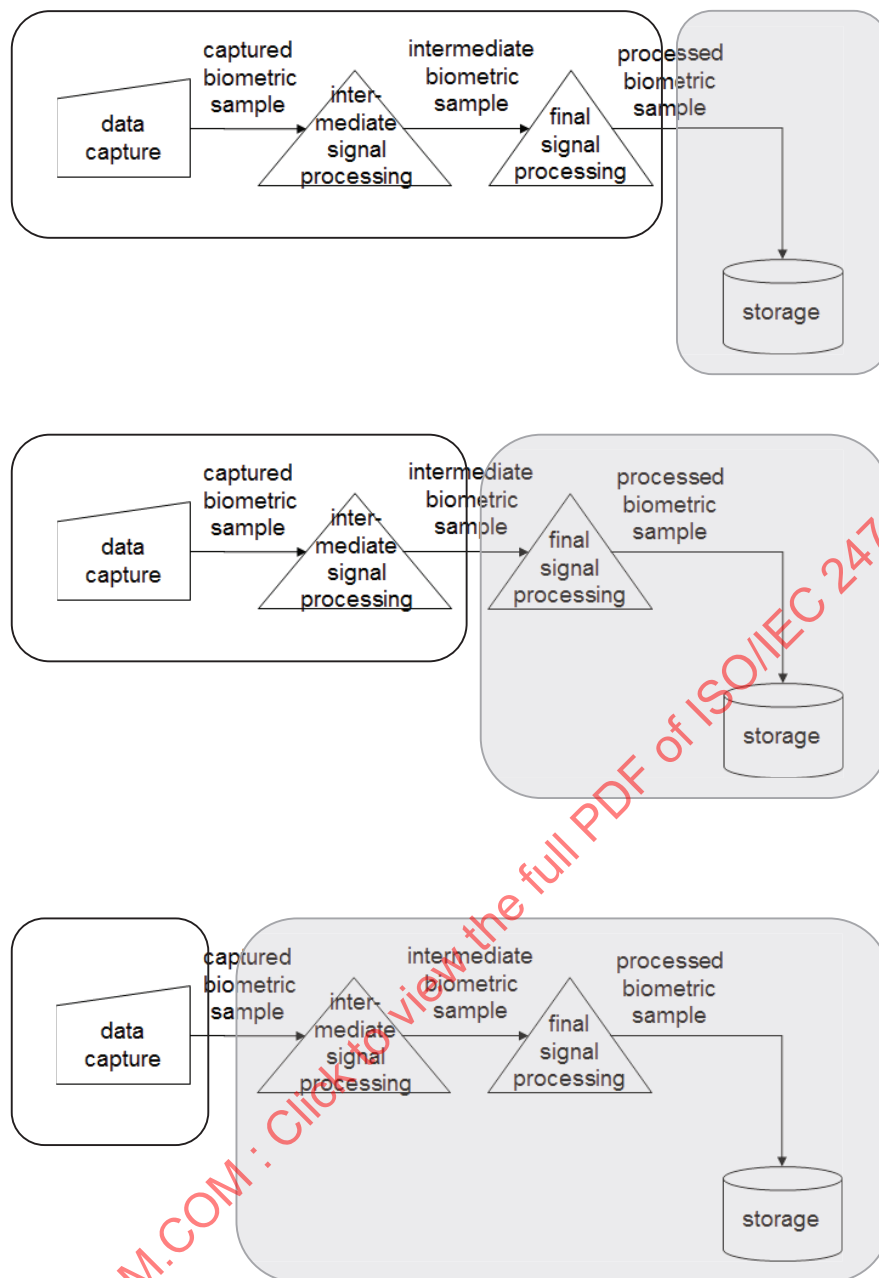 captured
biometric
sample
intermediate
biometric
sample
processed
biometric
sample
data
capture
inter-
mediate
signal
processing
final
signal
processing
storage
captured
biometric
sample
intermediate
biometric
sample
processed
biometric
sample
data
capture
inter-
mediate
signal
processing
final
signal
processing
storage
captured
biometric
sample
intermediate
biometric
sample
processed
biometric
sample
data
capture
inter-
mediate
signal
processing
final
signal
processing
storage
M.COM : Click to view the full PDF of ISO/IEC 247